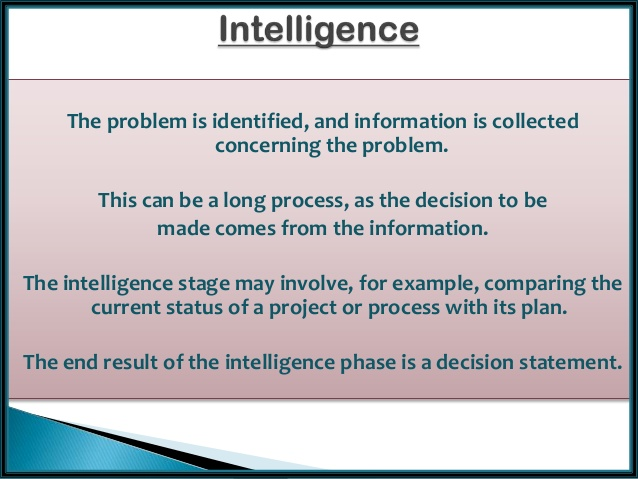 Intelligence
The problem is identified, and information is collected
concerning the problem.
This can be a long process, as the decision to be
made comes from the information.
The intelligence stage may involve, for example, comparing the
current status of a project or process with its plan.
The end result of the intelligence phase is a decision statement.